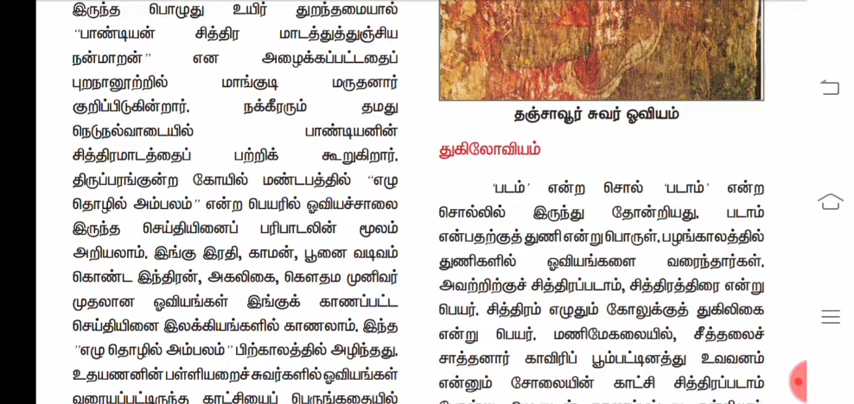 இருந்த பொழுது உயிர் துறந்தமையால்
“பாண்டியன் சித்திர மாடத்துத்துஞ்சிய
நன்மாறன்” என அழைக்கப்பட்டதைப்
புறநானூற்றில் மாங்குடி மருதனார்
குறிப்பிடுகின்றார். நக்கீரரும் தமது
நெடுநல்வாடையில் பாண்டியனின்
சித்திரமாடத்தைப் பற்றிக் கூறுகிறார்.
திருப்பரங்குன்ற கோயில் மண்டபத்தில் “எழு
தொழில் அம்பலம்” என்ற பெயரில் ஓவியச்சாலை
இருந்த செய்தியினைப் பரிபாடலின் மூலம்
அறியலாம். இங்கு இரதி, காமன், பூனை வடிவம்
கொண்ட இந்திரன், அகலிகை, கௌதம முனிவர்
முதலான ஓவியங்கள் இங்குக் காணப்பட்ட
செய்தியினை இலக்கியங்களில் காணலாம். இந்த
“எழு தொழில் அம்பலம்” பிற்காலத்தில் அழிந்தது.
உதயணனின் பள்ளியறைச் சுவர்களில் ஓவியங்கள்
வரையப்பட்டிருந்த காட்சியைப் பெருங்கதையில்
தஞ்சாவூர் சுவர் ஓவியம்
துகிலோவியம்
‘படம்’ என்ற சொல் ‘படாம்’ என்ற
சொல்லில் இருந்து தோன்றியது. படாம்
என்பதற்குத் துணி என்று பொருள். பழங்காலத்தில்
துணிகளில் ஓவியங்களை வரைந்தார்கள்.
அவற்றிற்குச் சித்திரப்படாம், சித்திரத்திரை என்று
பெயர். சித்திரம் எழுதும் கோலுக்குத் துகிலிகை
என்று பெயர். மணிமேகலையில், சீத்தலைச்
சாத்தனார் காவிரிப் பூம்பட்டினத்து உவவனம்
என்னும் சோலையின் காட்சி சித்திரப்படாம்